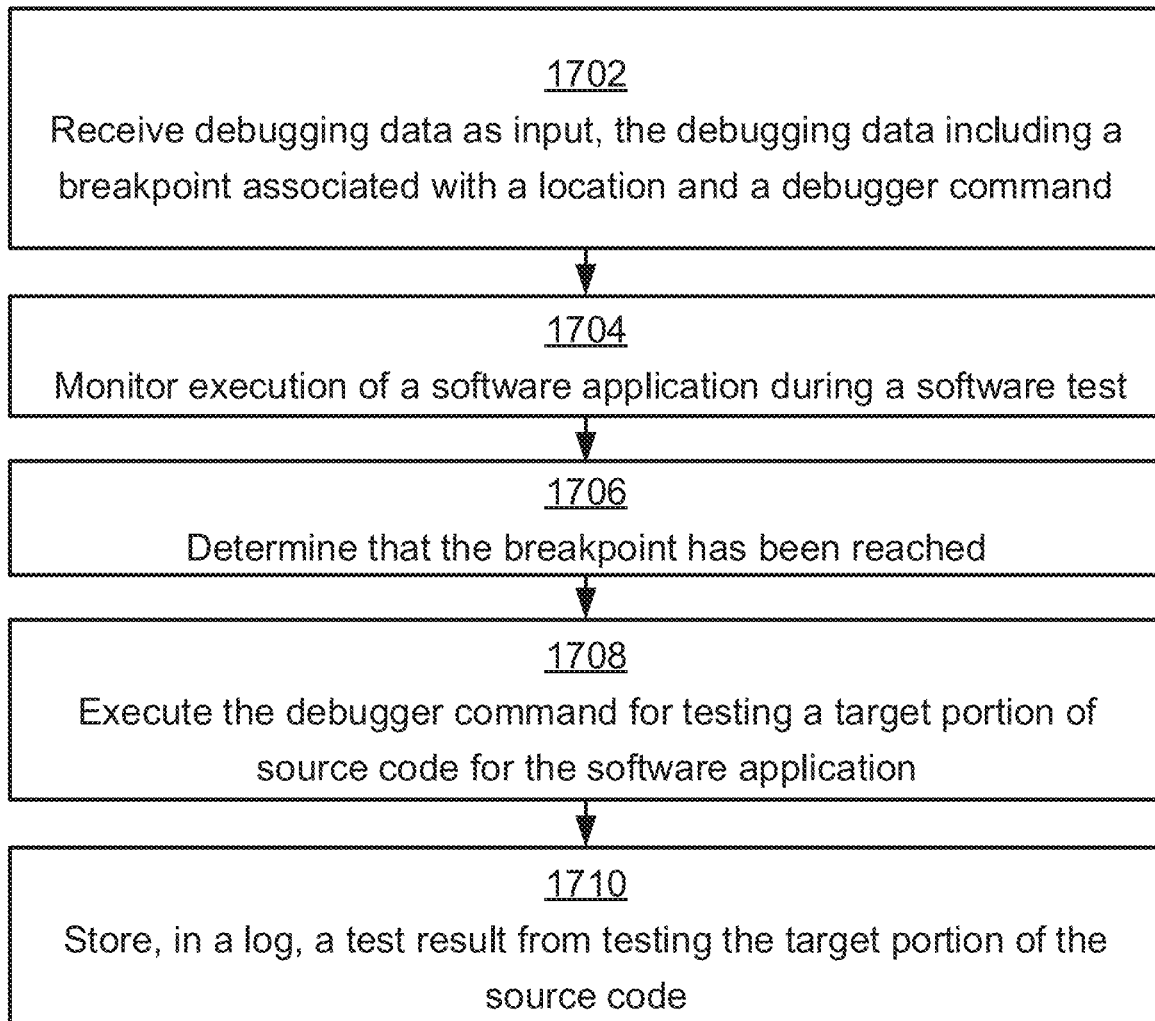 1702
Receive debugging data as input, the debugging data including a
breakpoint associated with a location and a debugger command
1704
Monitor execution of a software application during a software test
1706
Determine that the breakpoint has been reached
1708
Execute the debugger command for testing a target portion of
source code for the software application
1710
Store, in a log, a test result from testing the target portion of the
source code